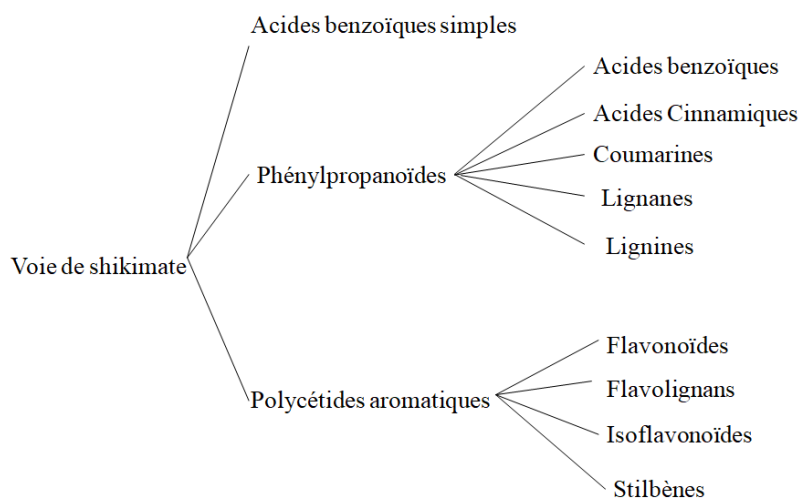 Acides benzoïques simples
Acides benzoïques
Acides Cinnamiques
Coumarines
Phénylpropanoïdes
Lignanes
Lignines
Voie de shikimate
Flavonoïdes
Flavolignans
Polycétides aromatiques
Isoflavonoïdes
Stilbènes